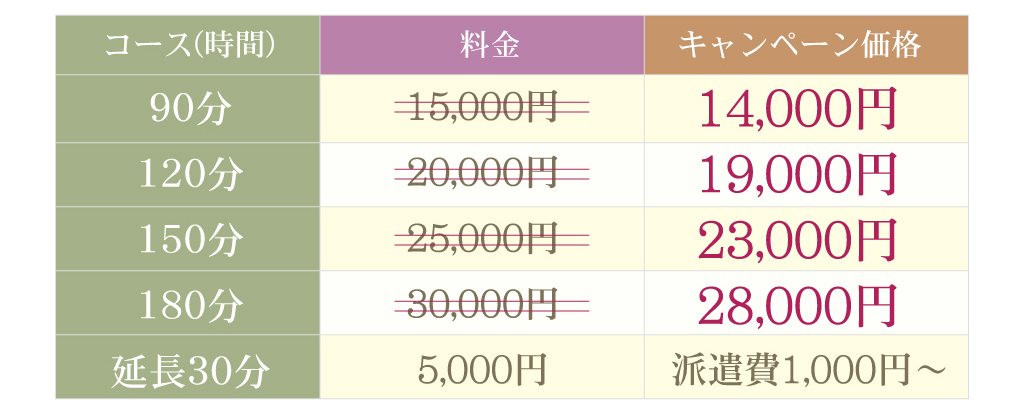 コース(時間) 料金 キャンペーン価格
90分 15,000円 14,000円
120分 20,000円 19,000円
150分 25,000円 23,000円
180分 30,000円 28,000円
延長30分 5,000円 派遣費1,000円～